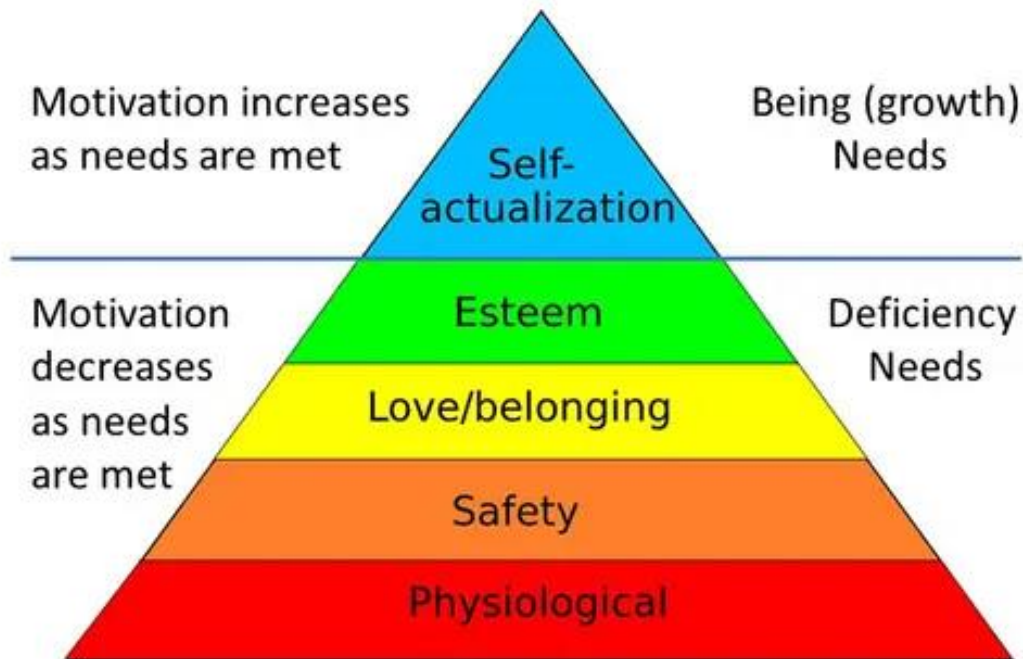 Motivation increases
as needs are met
Being (growth)
Needs
Self-
actualization
Motivation
decreases
as needs
are met
Esteem
Deficiency
Needs
Love/belonging
Safety
Physiological